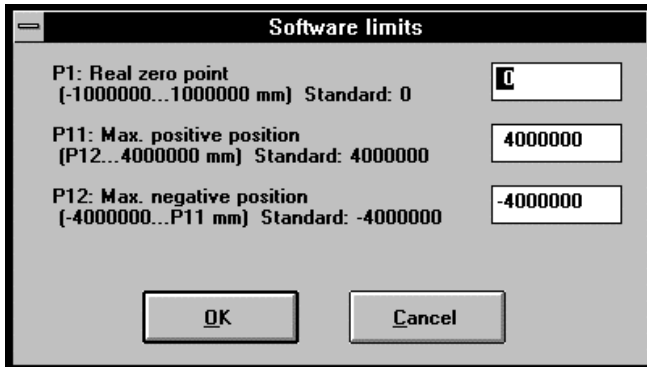 Software limits
P1: Real zero point
(-1000000...1000000 mm) Standard: 0
0
P11: Max. positive position
(P12...4000000 mm) Standard: 4000000
4000000
P12: Max. negative position
(-4000000...P11 mm) Standard: -4000000
-4000000
OK
Cancel